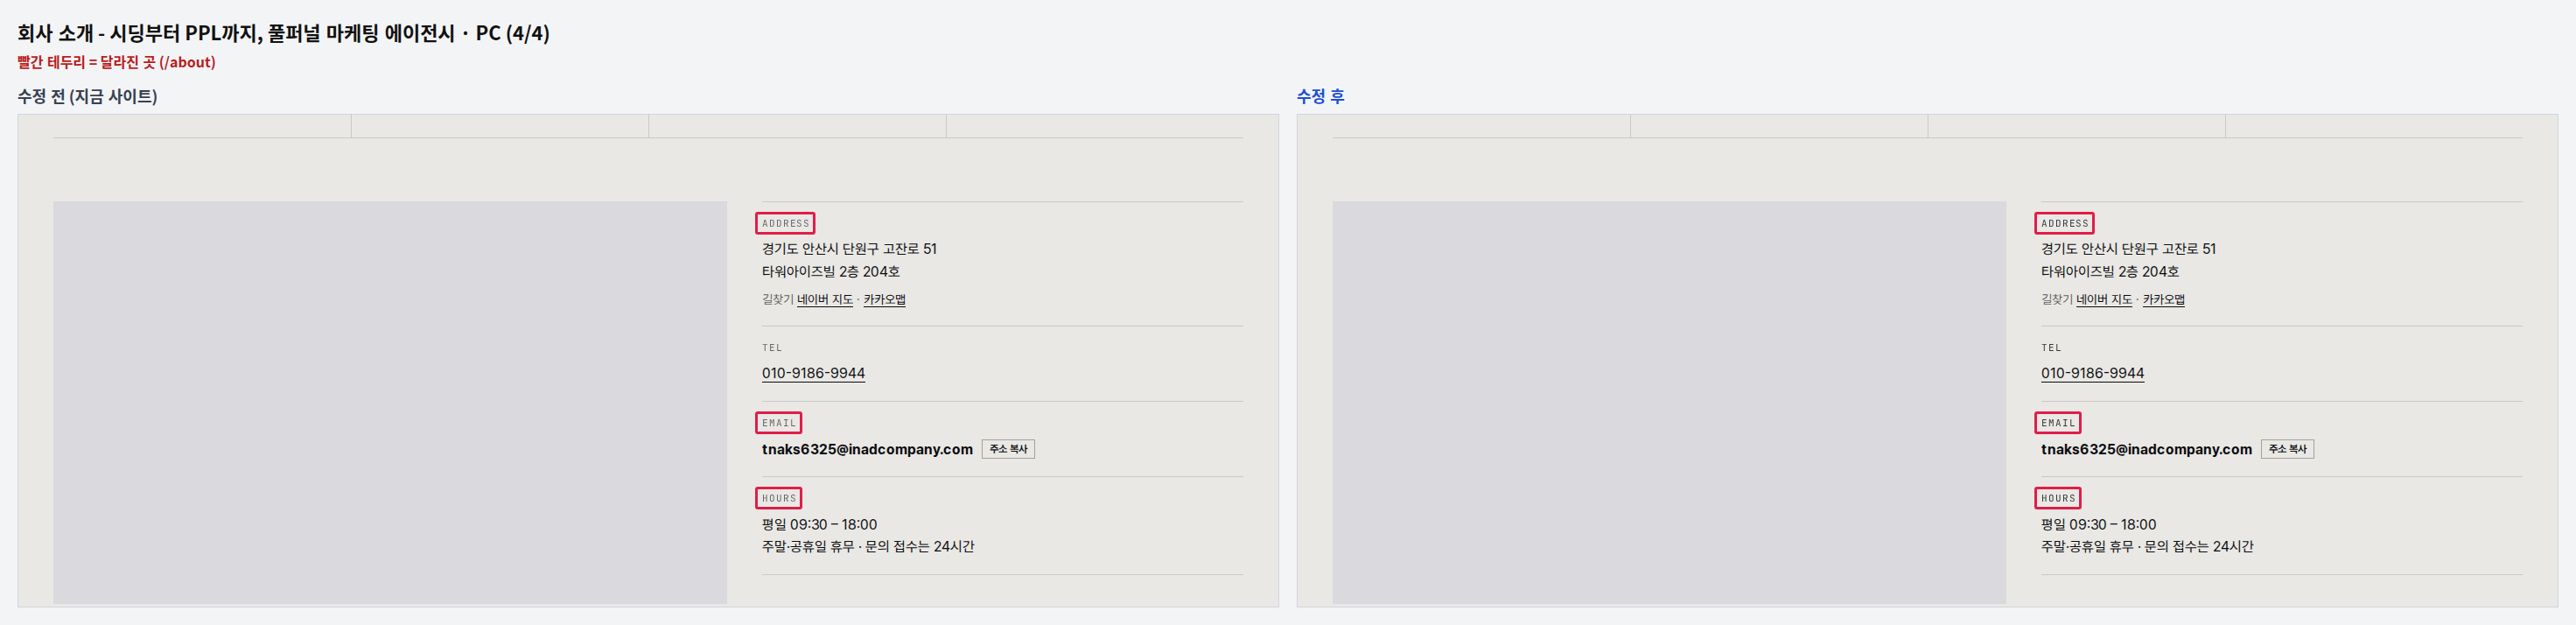 회사 소개 - 시딩부터 PPL까지, 풀퍼널 마케팅 에이전시 · PC (4/4)
빨간 테두리 = 달라진 곳 (/about)
수정 전 (지금 사이트)
ADDRESS
경기도 안산시 단원구 고잔로 51
타워아이즈빌 2층 204호
길찾기 네이버 지도 · 카카오맵
TEL
010-9186-9944
EMAIL
tnaks6325@inadcompany.com 주소 복사
HOURS
평일 09:30 – 18:00
주말·공휴일 휴무 · 문의 접수는 24시간
수정 후
ADDRESS
경기도 안산시 단원구 고잔로 51
타워아이즈빌 2층 204호
길찾기 네이버 지도 · 카카오맵
TEL
010-9186-9944
EMAIL
tnaks6325@inadcompany.com 주소 복사
HOURS
평일 09:30 – 18:00
주말·공휴일 휴무 · 문의 접수는 24시간